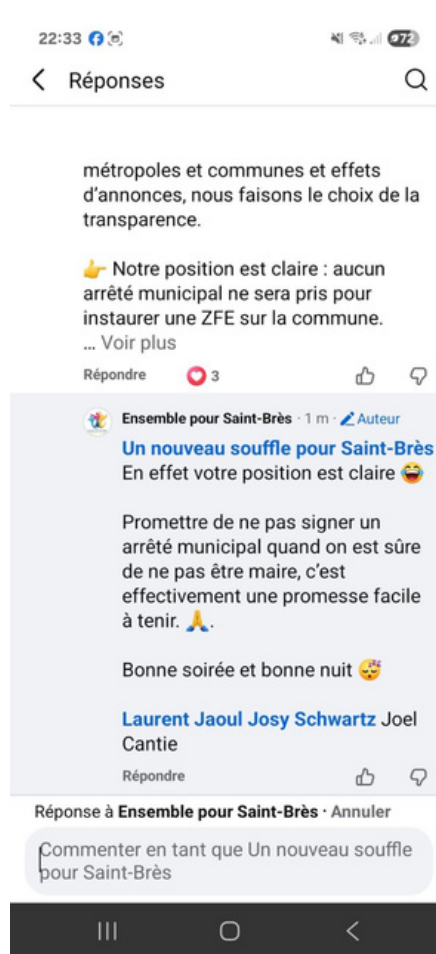 22:33
72
Réponses
métropoles et communes et effets
d'annonces, nous faisons le choix de la
transparence.
👉 Notre position est claire : aucun
arrêté municipal ne sera pris pour
instaurer une ZFE sur la commune.
... Voir plus
Répondre 3
Ensemble pour Saint-Brès · 1 m · Auteur
Un nouveau souffle pour Saint-Brès
En effet votre position est claire 😂
Promettre de ne pas signer un
arrêté municipal quand on est sûre
de ne pas être maire, c'est
effectivement une promesse facile
à tenir. 🙏.
Bonne soirée et bonne nuit 😴
Laurent Jaoul Josy Schwartz Joel
Cantie
Répondre
Réponse à Ensemble pour Saint-Brès · Annuler
Commenter en tant que Un nouveau souffle
pour Saint-Brès